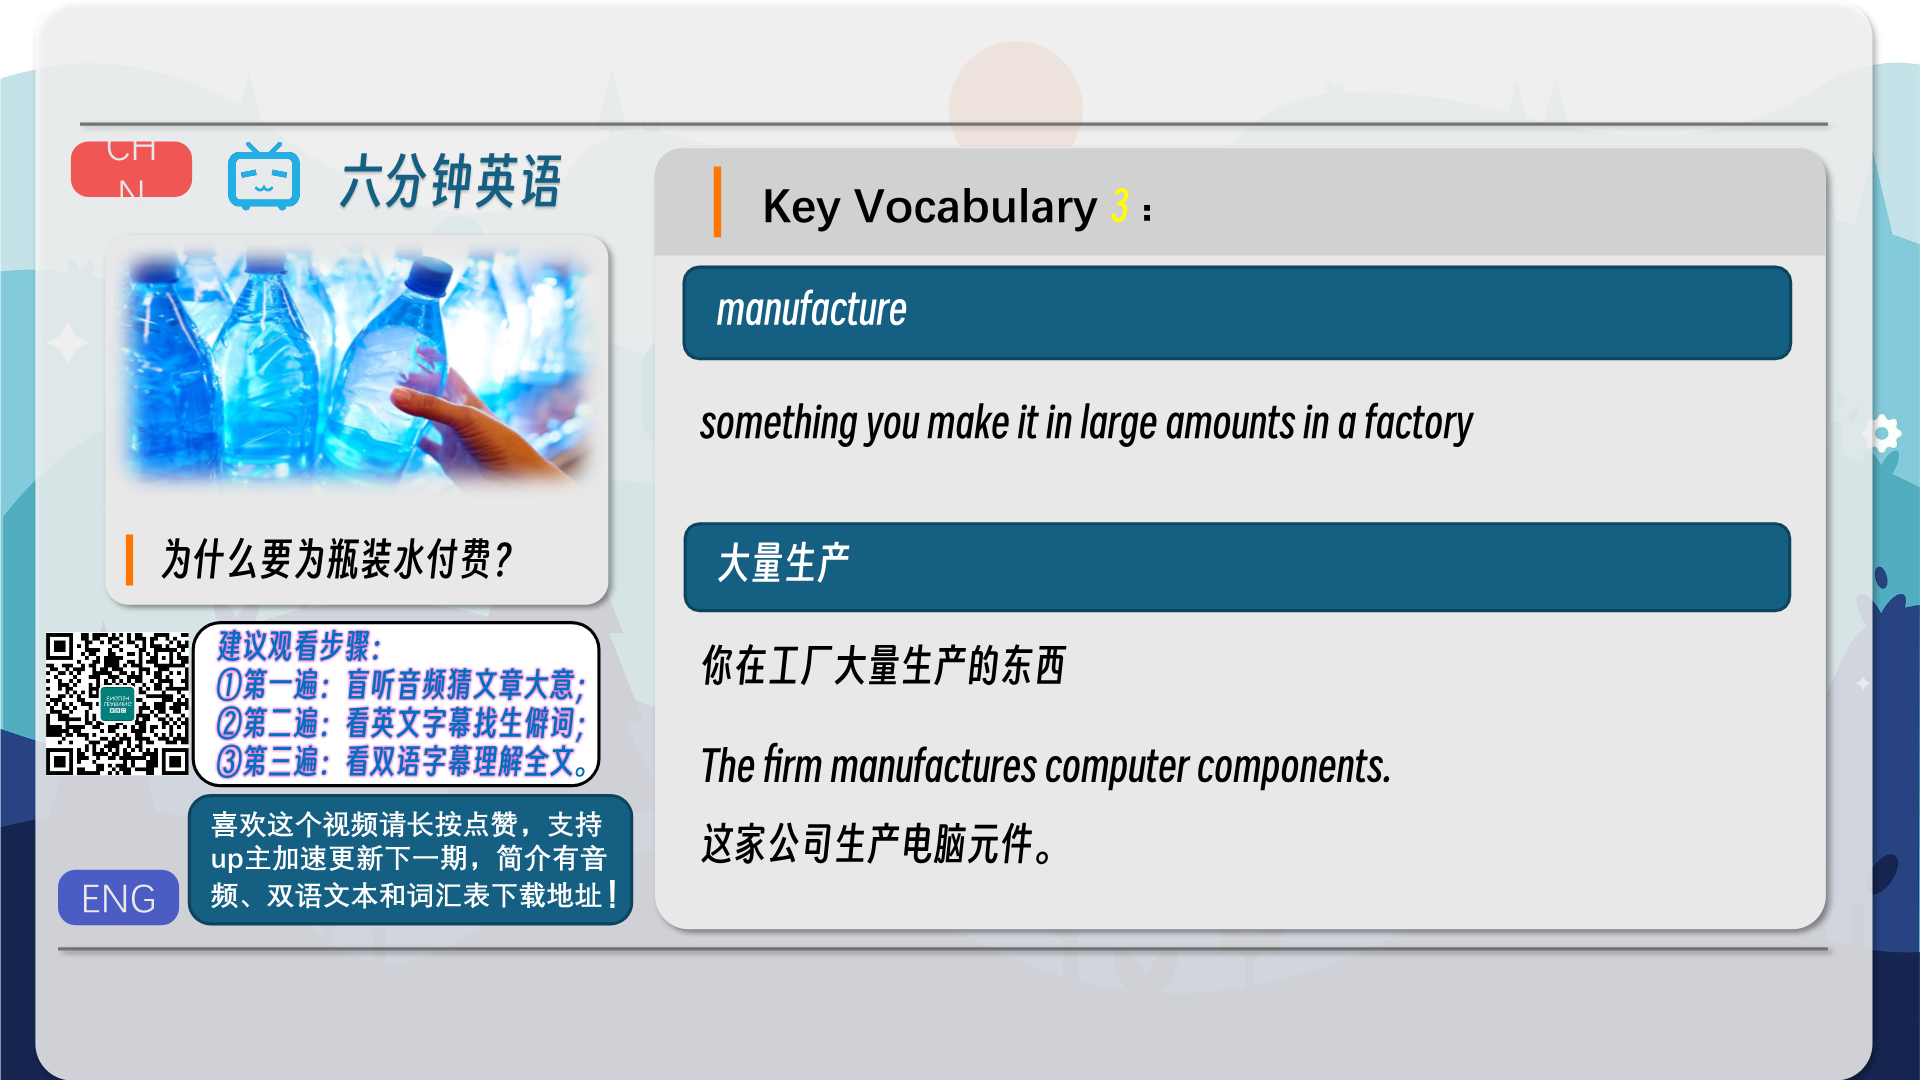 CH
N
六分钟英语
为什么要为瓶装水付费？
建议观看步骤：
①第一遍：盲听音频猜文章大意；
②第二遍：看英文字幕找生僻词；
③第三遍：看双语字幕理解全文。
喜欢这个视频请长按点赞，支持
up主加速更新下一期，简介有音
频、双语文本和词汇表下载地址！
ENG
Key Vocabulary 3：
manufacture
something you make it in large amounts in a factory
大量生产
你在工厂大量生产的东西
The firm manufactures computer components.
这家公司生产电脑元件。